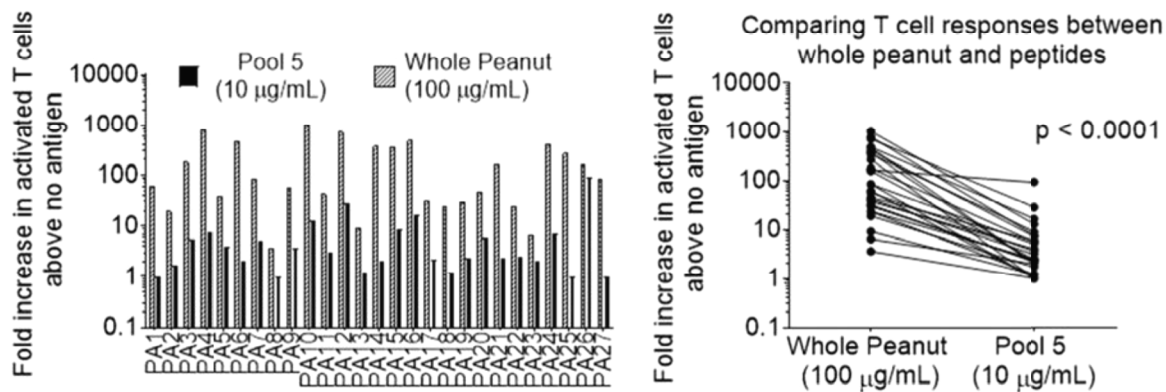 Fold increase in activated T cells
above no antigen
10000
1000
100
10
1
0.1
Pool 5
(10 μg/mL)
Whole Peanut
(100 μg/mL)
PA1
PA2
PA3
PA4
PA5
PA6
PA7
PA8
PA9
PA10
PA11
PA12
PA13
PA14
PA15
PA16
PA17
PA18
PA19
PA20
PA21
PA22
PA23
PA24
PA25
PA26
PA27
Comparing T cell responses between
whole peanut and peptides
Fold increase in activated T cells
above no antigen
10000
1000
100
10
1
0.1
p < 0.0001
Whole Peanut
(100 μg/mL)
Pool 5
(10 μg/mL)